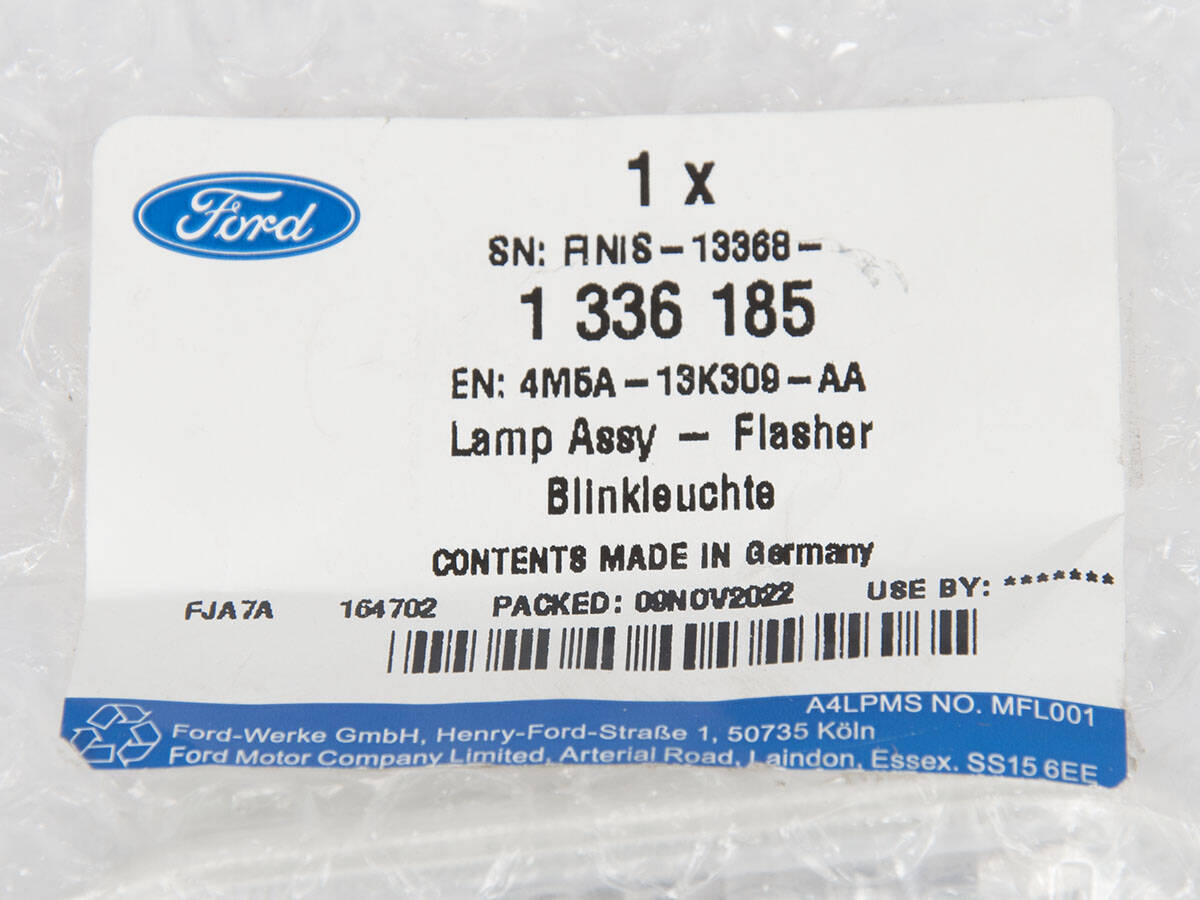 Ford
1 x
SN: FINIS-13368-
1 336 185
EN: 4M5A-13K309-AA
Lamp Assy - Flasher
Blinkleuchte
CONTENTS MADE IN Germany
FJA7A 164702 PACKED: 09NOV2022 USE BY: *******
A4LPMS NO. MFL001
Ford-Werke GmbH, Henry-Ford-Straße 1, 50735 Köln
Ford Motor Company Limited, Arterial Road, Laindon, Essex. SS15 6EE